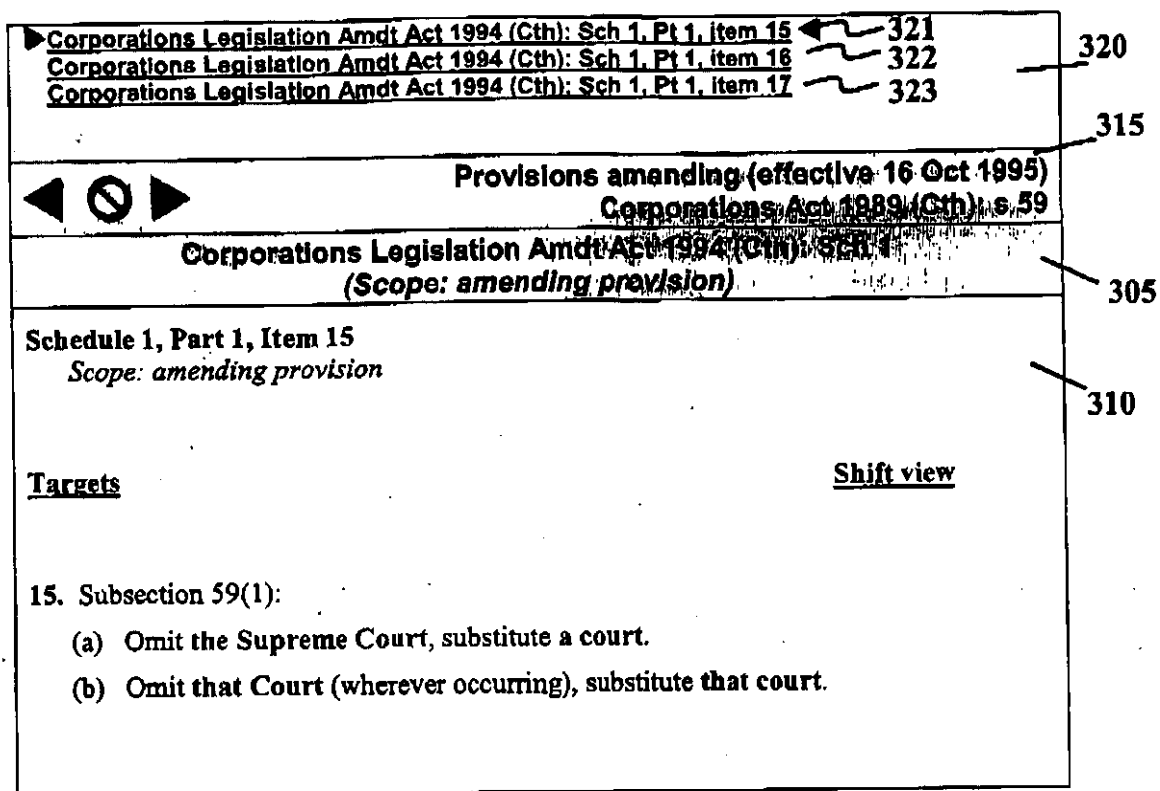 Corporations Legislation Amdt Act 1994 (Cth): Sch 1, Pt 1, item 15 321
Corporations Legislation Amdt Act 1994 (Cth): Sch 1, Pt 1, item 16 322
Corporations Legislation Amdt Act 1994 (Cth): Sch 1, Pt 1, item 17 323
320
315
Provisions amending (effective 16 Oct 1995)
Corporations Act 1989 (Cth): s 59
Corporations Legislation Amdt Act 1994 (Cth): Sch 1
(Scope: amending provision)
305
Schedule 1, Part 1, Item 15
Scope: amending provision
310
Targets
Shift view
15. Subsection 59(1):
(a) Omit the Supreme Court, substitute a court.
(b) Omit that Court (wherever occurring), substitute that court.